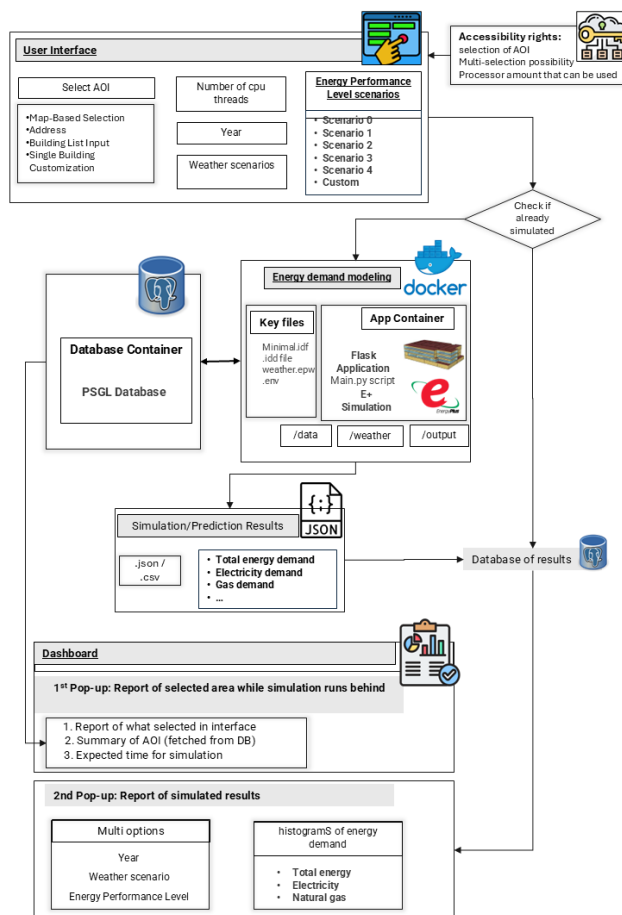 User Interface
Accessibility rights:
selection of AOI
Multi-selection possibility
Processor amount that can be used
Select AOI
•Map-Based Selection
•Address
•Building List Input
•Single Building
Customization
Number of cpu
threads
Year
Weather scenarios
Energy Performance
Level scenarios
• Scenario 0
• Scenario 1
• Scenario 2
• Scenario 3
• Scenario 4
• Custom
Check if
already
simulated
Energy demand modeling
docker
Database Container
PSGL Database
Key files
Minimal.idf
.idd file
weather.epw
.env
App Container
Flask
Application
Main.py script
E+
Simulation
e
EnergyPlus
/data
/weather
/output
Simulation/Prediction Results
{;}
JSON
.json /
.csv
• Total energy demand
• Electricity demand
• Gas demand
• ...
Database of results
Dashboard
1st Pop-up: Report of selected area while simulation runs behind
1. Report of what selected in interface
2. Summary of AOI (fetched from DB)
3. Expected time for simulation
2nd Pop-up: Report of simulated results
Multi options
Year
Weather scenario
Energy Performance Level
histogramS of energy
demand
• Total energy
• Electricity
• Natural gas